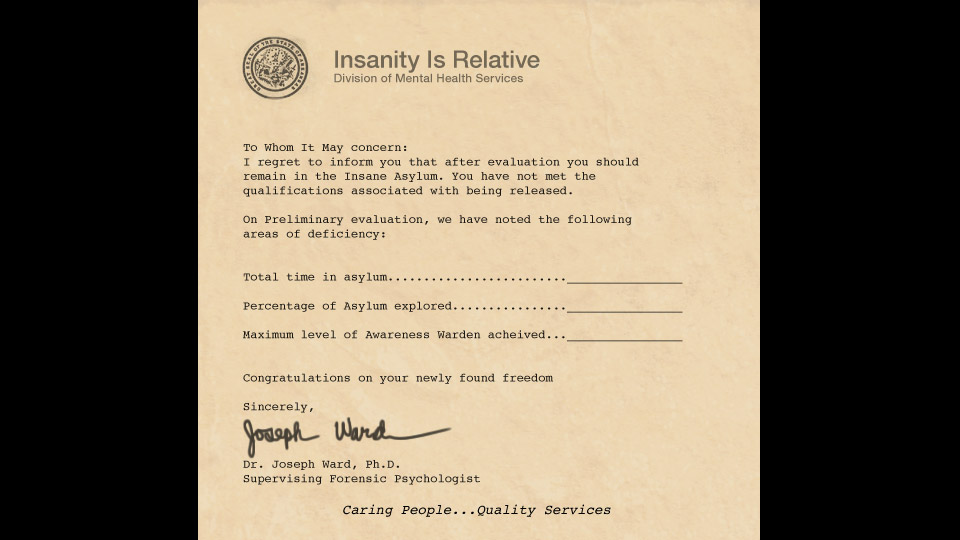 Insanity Is Relative
Division of Mental Health Services
To Whom It May concern:
I regret to inform you that after evaluation you should
remain in the Insane Asylum. You have not met the
qualifications associated with being released.
On Preliminary evaluation, we have noted the following
areas of deficiency:
Total time in asylum.........................________________
Percentage of Asylum explored................________________
Maximum level of Awareness Warden acheived...________________
Congratulations on your newly found freedom
Sincerely,
Joseph Ward
Dr. Joseph Ward, Ph.D.
Supervising Forensic Psychologist
Caring People...Quality Services